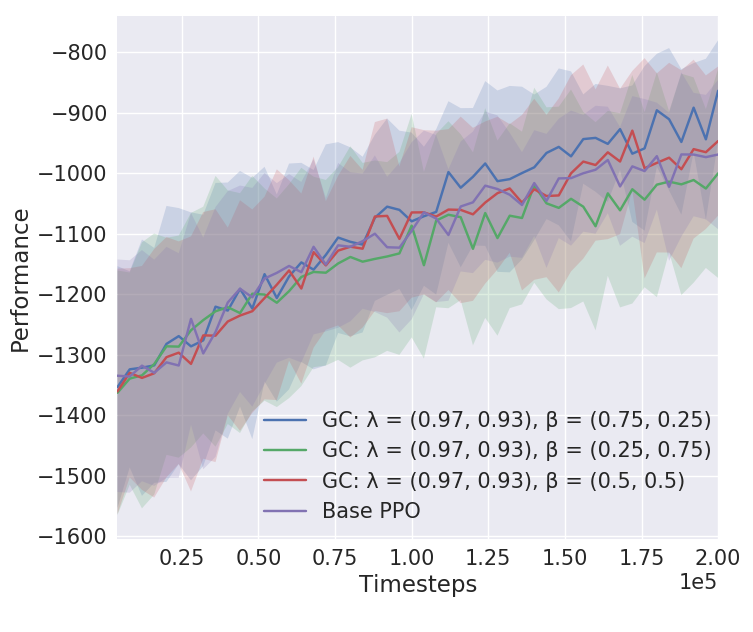 −800
−900
−1000
−1100
−1200
−1300
−1400
−1500
−1600
Performance
GC: λ = (0.97, 0.93), β = (0.75, 0.25)
GC: λ = (0.97, 0.93), β = (0.25, 0.75)
GC: λ = (0.97, 0.93), β = (0.5, 0.5)
Base PPO
0.25 0.50 0.75 1.00 1.25 1.50 1.75 2.00
Timesteps
1e5